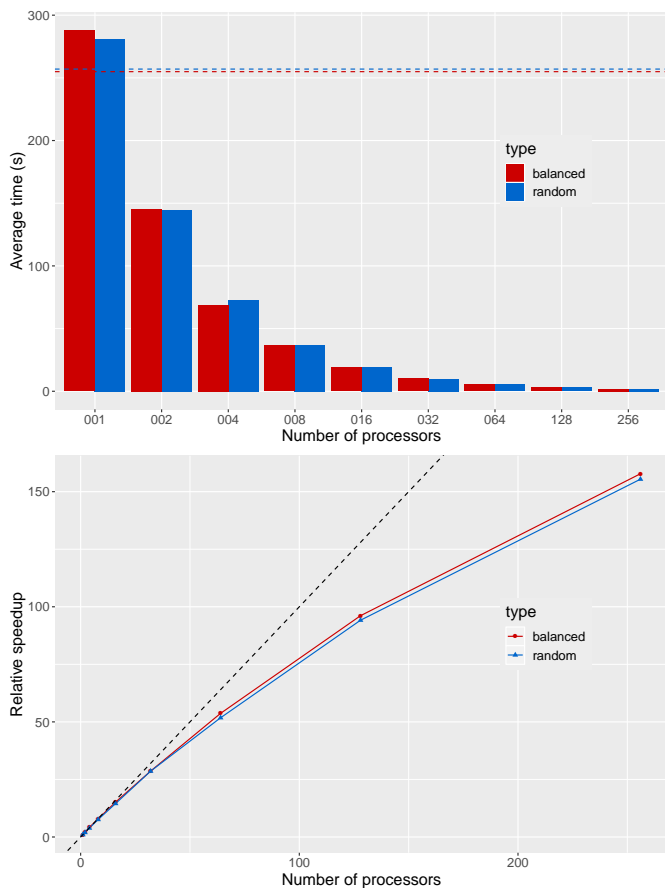 300
200
100
0
Average time (s)
type
balanced
random
001 002 004 008 016 032 064 128 256
Number of processors
150
100
50
0
Relative speedup
type
balanced
random
0 100 200
Number of processors